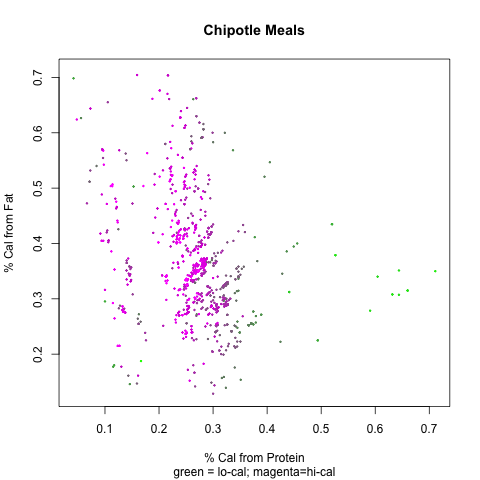 Chipotle Meals
% Cal from Fat
0.7
0.6
0.5
0.4
0.3
0.2
0.1 0.2 0.3 0.4 0.5 0.6 0.7
% Cal from Protein
green = lo-cal; magenta=hi-cal